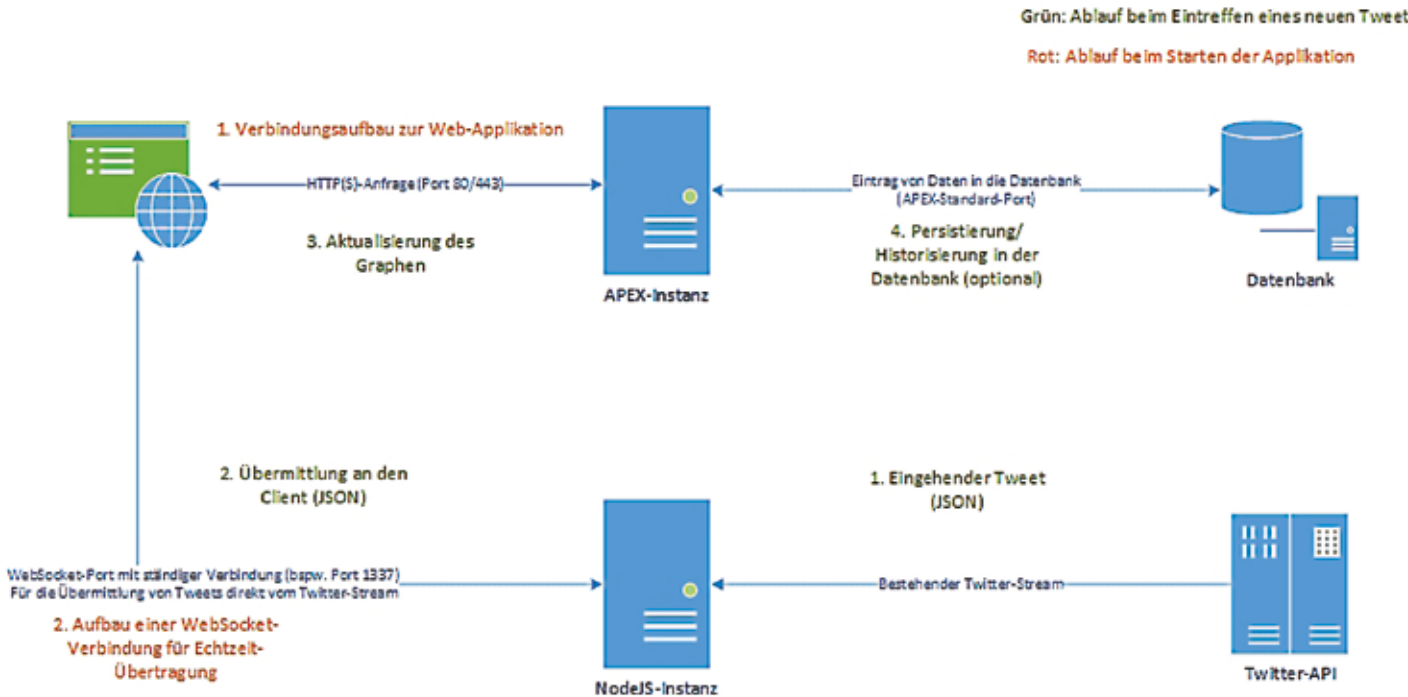 Grün: Ablauf beim Eintreffen eines neuen Tweet
Rot: Ablauf beim Starten der Applikation
1. Verbindungsaufbau zur Web-Applikation
HTTP(S)-Anfrage (Port 80/443)
3. Aktualisierung des
Graphen
APEX-Instanz
Eintrag von Daten in die Datenbank
(APEX-Standard-Port)
4. Persistierung/
Historisierung in der
Datenbank (optional)
Datenbank
2. Übermittlung an den
Client (JSON)
1. Eingehender Tweet
(JSON)
WebSocket-Port mit ständiger Verbindung (bspw. Port 1337)
Für die Übermittlung von Tweets direkt vom Twitter-Stream
Bestehender Twitter-Stream
2. Aufbau einer WebSocket-
Verbindung für Echtzeit-
Übertragung
NodeJS-Instanz
Twitter-API